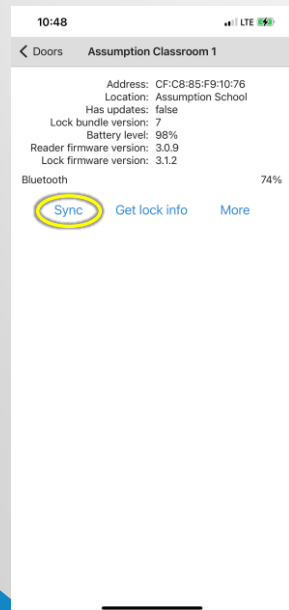 10:48 LTE
Doors Assumption Classroom 1
Address: CF:C8:85:F9:10:76
Location: Assumption School
Has updates: false
Lock bundle version: 7
Battery level: 98%
Reader firmware version: 3.0.9
Lock firmware version: 3.1.2
Bluetooth 74%
Sync Get lock info More